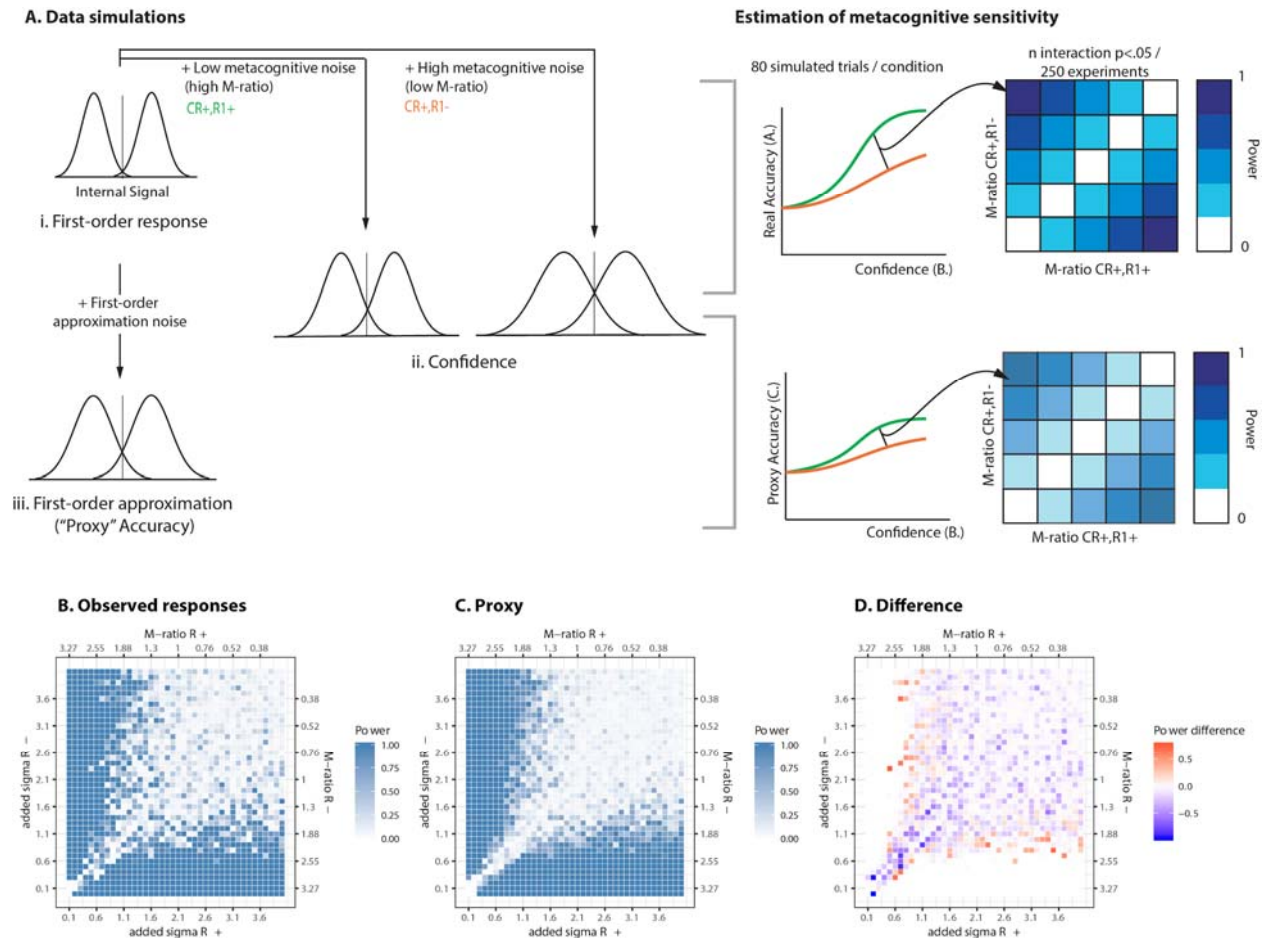 A. Data simulations
Estimation of metacognitive sensitivity
+ Low metacognitive noise
(high M-ratio)
CR+,R1+
+ High metacognitive noise
(low M-ratio)
CR+,R1-
Internal Signal
i. First-order response
+ First-order
approximation noise
ii. Confidence
iii. First-order approximation
("Proxy" Accuracy)
80 simulated trials / condition
n interaction p<.05 /
250 experiments
Real Accuracy (A.)
Confidence (B.)
M-ratio CR+,R1-
M-ratio CR+,R1+
1
Power
0
Proxy Accuracy (C.)
Confidence (B.)
M-ratio CR+,R1-
M-ratio CR+,R1+
1
Power
0
B. Observed responses
M−ratio R +
3.27 2.55 1.88 1.3 1 0.76 0.52 0.38
added sigma R −
3.6
3.1
2.6
2.1
1.6
1.1
0.6
0.1
0.38
0.52
0.76
1
1.3
1.88
2.55
3.27
M−ratio R −
0.1 0.6 1.1 1.6 2.1 2.6 3.1 3.6
added sigma R +
Power
1.00
0.75
0.50
0.25
0.00
C. Proxy
M−ratio R +
3.27 2.55 1.88 1.3 1 0.76 0.52 0.38
added sigma R −
3.6
3.1
2.6
2.1
1.6
1.1
0.6
0.1
0.38
0.52
0.76
1
1.3
1.88
2.55
3.27
M−ratio R −
0.1 0.6 1.1 1.6 2.1 2.6 3.1 3.6
added sigma R +
Power
1.00
0.75
0.50
0.25
0.00
D. Difference
M−ratio R +
3.27 2.55 1.88 1.3 1 0.76 0.52 0.38
added sigma R −
3.6
3.1
2.6
2.1
1.6
1.1
0.6
0.1
0.38
0.52
0.76
1
1.3
1.88
2.55
3.27
M−ratio R −
0.1 0.6 1.1 1.6 2.1 2.6 3.1 3.6
added sigma R +
Power difference
0.5
0.0
−0.5